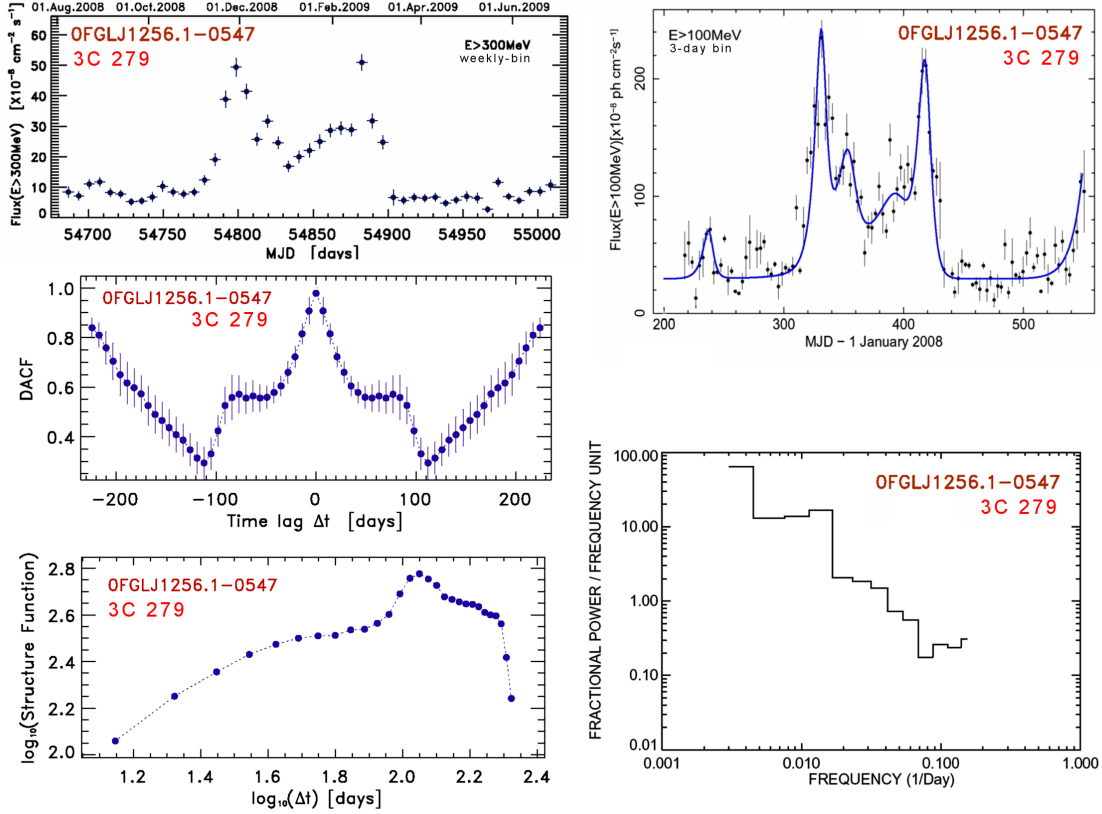 01.Aug.2008 01.Oct.2008 01.Dec.2008 01.Feb.2009 01.Apr.2009 01.Jun.2009
0FGLJ1256.1−0547
3C 279
E>300MeV
weekly-bin
Flux(E>300MeV) [x10⁻⁸ cm⁻² s⁻¹]
60
50
40
30
20
10
0
54700 54750 54800 54850 54900 54950 55000
MJD [days]
E>100MeV
3-day bin
0FGLJ1256.1−0547
3C 279
Flux(E>100MeV)[x10⁻⁸ ph cm⁻²s⁻¹]
200
100
0
200 300 400 500
MJD − 1 January 2008
0FGLJ1256.1−0547
3C 279
DACF
1.0
0.8
0.6
0.4
−200 −100 0 100 200
Time lag Δt [days]
0FGLJ1256.1−0547
3C 279
log₁₀(Structure Function)
2.8
2.6
2.4
2.2
2.0
1.2 1.4 1.6 1.8 2.0 2.2 2.4
log₁₀(Δt) [days]
0FGLJ1256.1−0547
3C 279
FRACTIONAL POWER / FREQUENCY UNIT
100.00
10.00
1.00
0.10
0.01
0.001 0.010 0.100 1.000
FREQUENCY (1/Day)